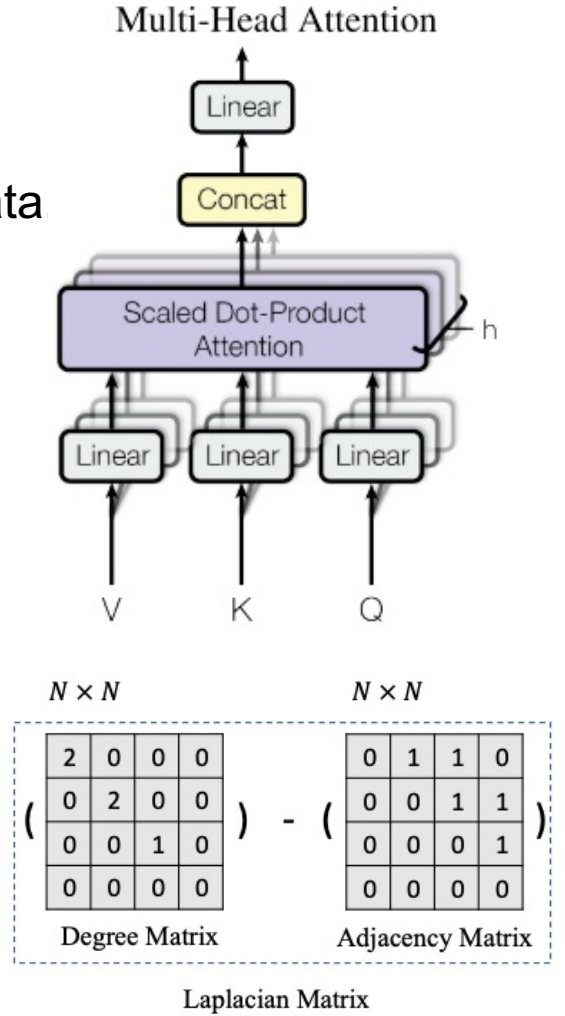 Multi-Head Attention
Linear
ata.
Concat
Scaled Dot-Product
Attention
h
Linear Linear Linear
V K Q
N × N N × N
2 0 0 0 0 1 1 0
0 2 0 0 0 0 1 1
( ) - ( )
0 0 1 0 0 0 0 1
0 0 0 0 0 0 0 0
Degree Matrix Adjacency Matrix
Laplacian Matrix